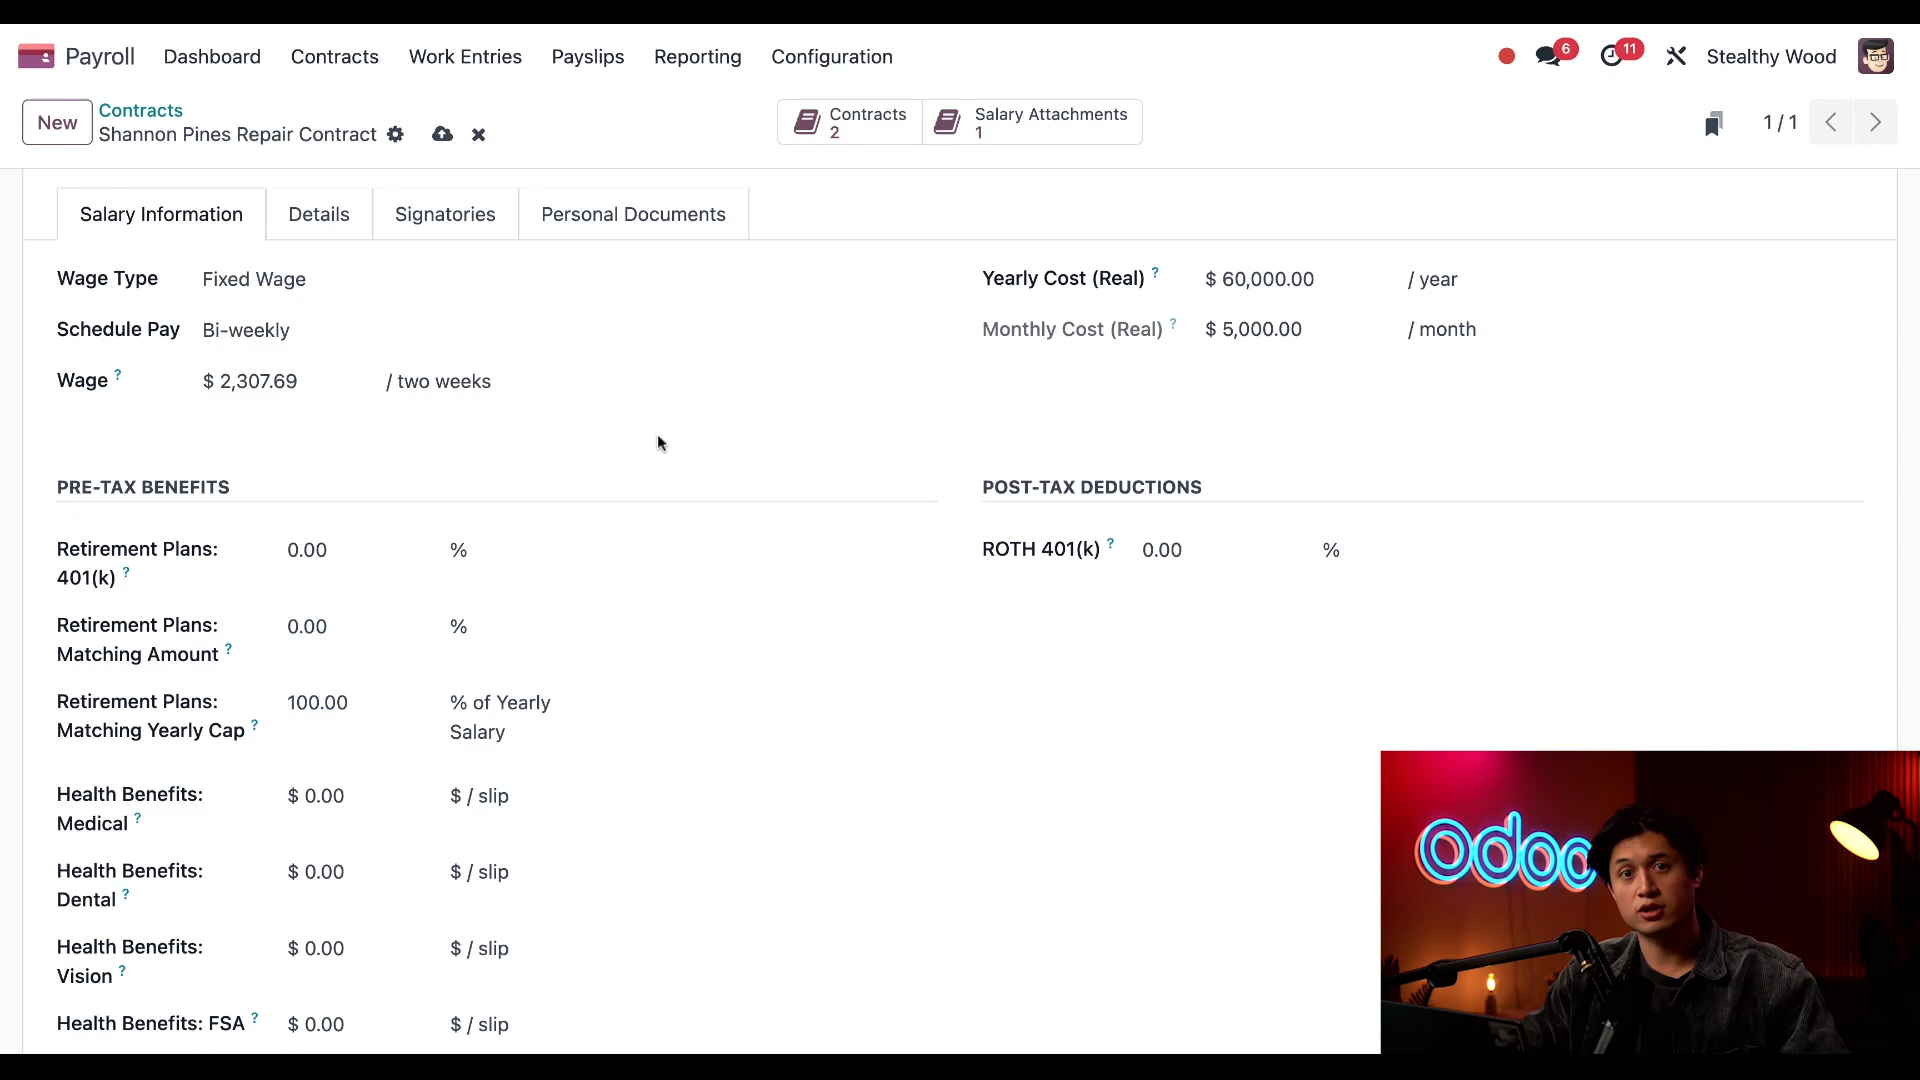 Payroll Dashboard Contracts Work Entries Payslips Reporting Configuration 6 11 Stealthy Wood
New Contracts
Shannon Pines Repair Contract
Contracts
2
Salary Attachments
1
1 / 1
Salary Information Details Signatories Personal Documents
Wage Type Fixed Wage
Schedule Pay Bi-weekly
Wage ? $ 2,307.69 / two weeks
Yearly Cost (Real) ? $ 60,000.00 / year
Monthly Cost (Real) ? $ 5,000.00 / month
PRE-TAX BENEFITS
Retirement Plans: 0.00 %
401(k) ?
Retirement Plans: 0.00 %
Matching Amount ?
Retirement Plans: 100.00 % of Yearly
Matching Yearly Cap ? Salary
Health Benefits: $ 0.00 $ / slip
Medical ?
Health Benefits: $ 0.00 $ / slip
Dental ?
Health Benefits: $ 0.00 $ / slip
Vision ?
Health Benefits: FSA ? $ 0.00 $ / slip
POST-TAX DEDUCTIONS
ROTH 401(k) ? 0.00 %
odoo